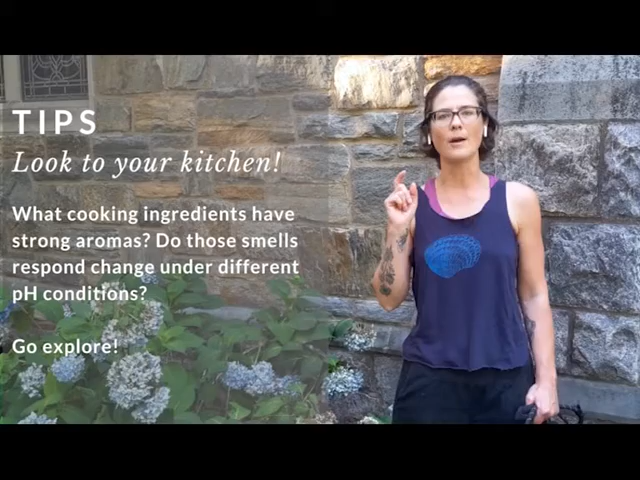 TIPS
Look to your kitchen!
What cooking ingredients have
strong aromas? Do those smells
respond change under different
pH conditions?
Go explore!